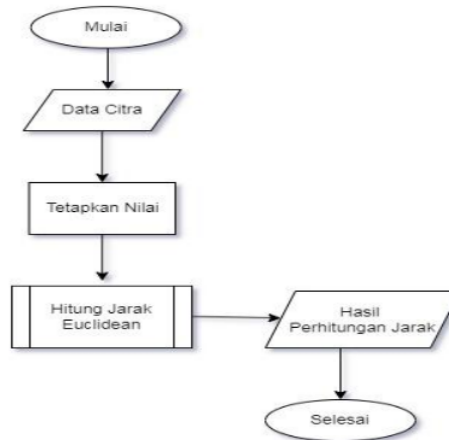 Mulai
Data Citra
Tetapkan Nilai
Hitung Jarak
Euclidean
Hasil
Perhitungan Jarak
Selesai